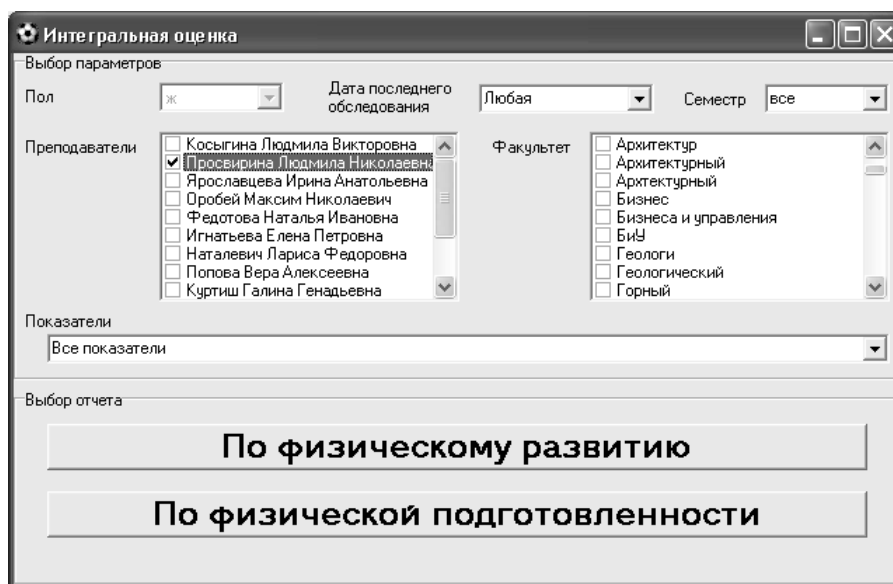 Интегральная оценка
Выбор параметров
Пол
ж
Дата последнего
обследования
Любая
Семестр
все
Преподаватели
Косыгина Людмила Викторовна
Просвирина Людмила Николаевна
Ярославцева Ирина Анатольевна
Оробей Максим Николаевич
Федотова Наталья Ивановна
Игнатьева Елена Петровна
Наталевич Лариса Федоровна
Попова Вера Алексеевна
Куртиш Галина Генадьевна
Факультет
Архитектур
Архитектурный
Архтектурный
Бизнес
Бизнеса и управления
БиУ
Геологи
Геологический
Горный
Показатели
Все показатели
Выбор отчета
По физическому развитию
По физической подготовленности